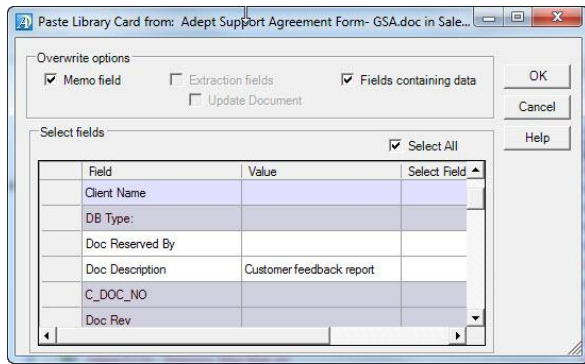 Paste Library Card from: Adept Support Agreement Form- GSA.doc in Sale...
Overwrite options
Memo field
Extraction fields
Fields containing data
Update Document
OK
Cancel
Help
Select fields
Select All
Field Value Select Field
Client Name
DB Type:
Doc Reserved By
Doc Description Customer feedback report
C_DOC_NO
Doc Rev